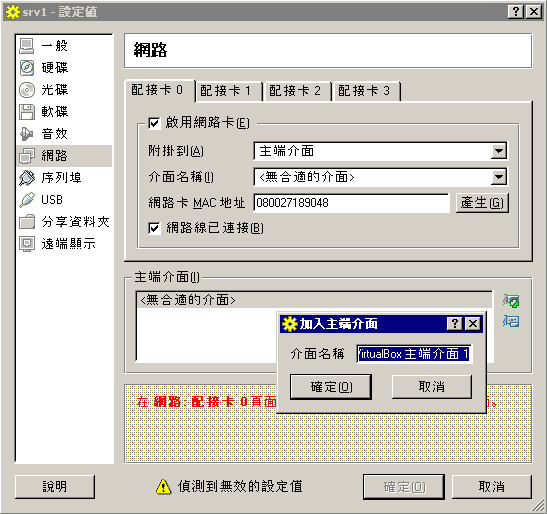 srv1 - 設定值
一般
硬碟
光碟
軟碟
音效
網路
序列埠
USB
分享資料夾
遠端顯示
網路
配接卡 0
配接卡 1
配接卡 2
配接卡 3
啟用網路卡(E)
附掛到(A)
主端介面
介面名稱(I)
<無合適的介面>
網路卡 MAC 地址
080027189048
產生(G)
網路線已連接(B)
主端介面(I)
<無合適的介面>
加入主端介面
介面名稱
VirtualBox 主端介面 1
確定(O)
取消
在 網路: 配接卡 0頁面
。
說明
偵測到無效的設定值
確定(O)
取消